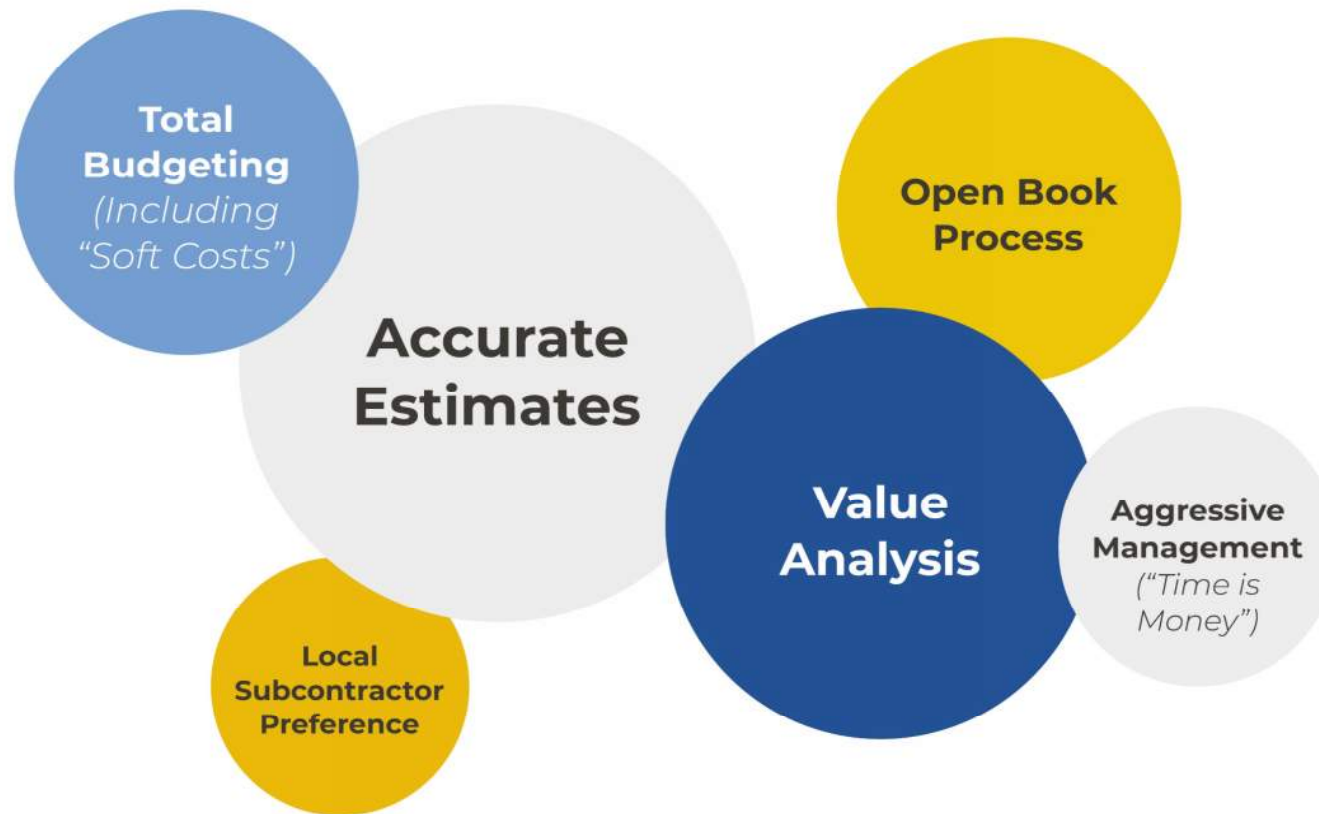 Total
Budgeting
(Including
“Soft Costs”)
Accurate
Estimates
Open Book
Process
Value
Analysis
Aggressive
Management
(“Time is
Money”)
Local
Subcontractor
Preference